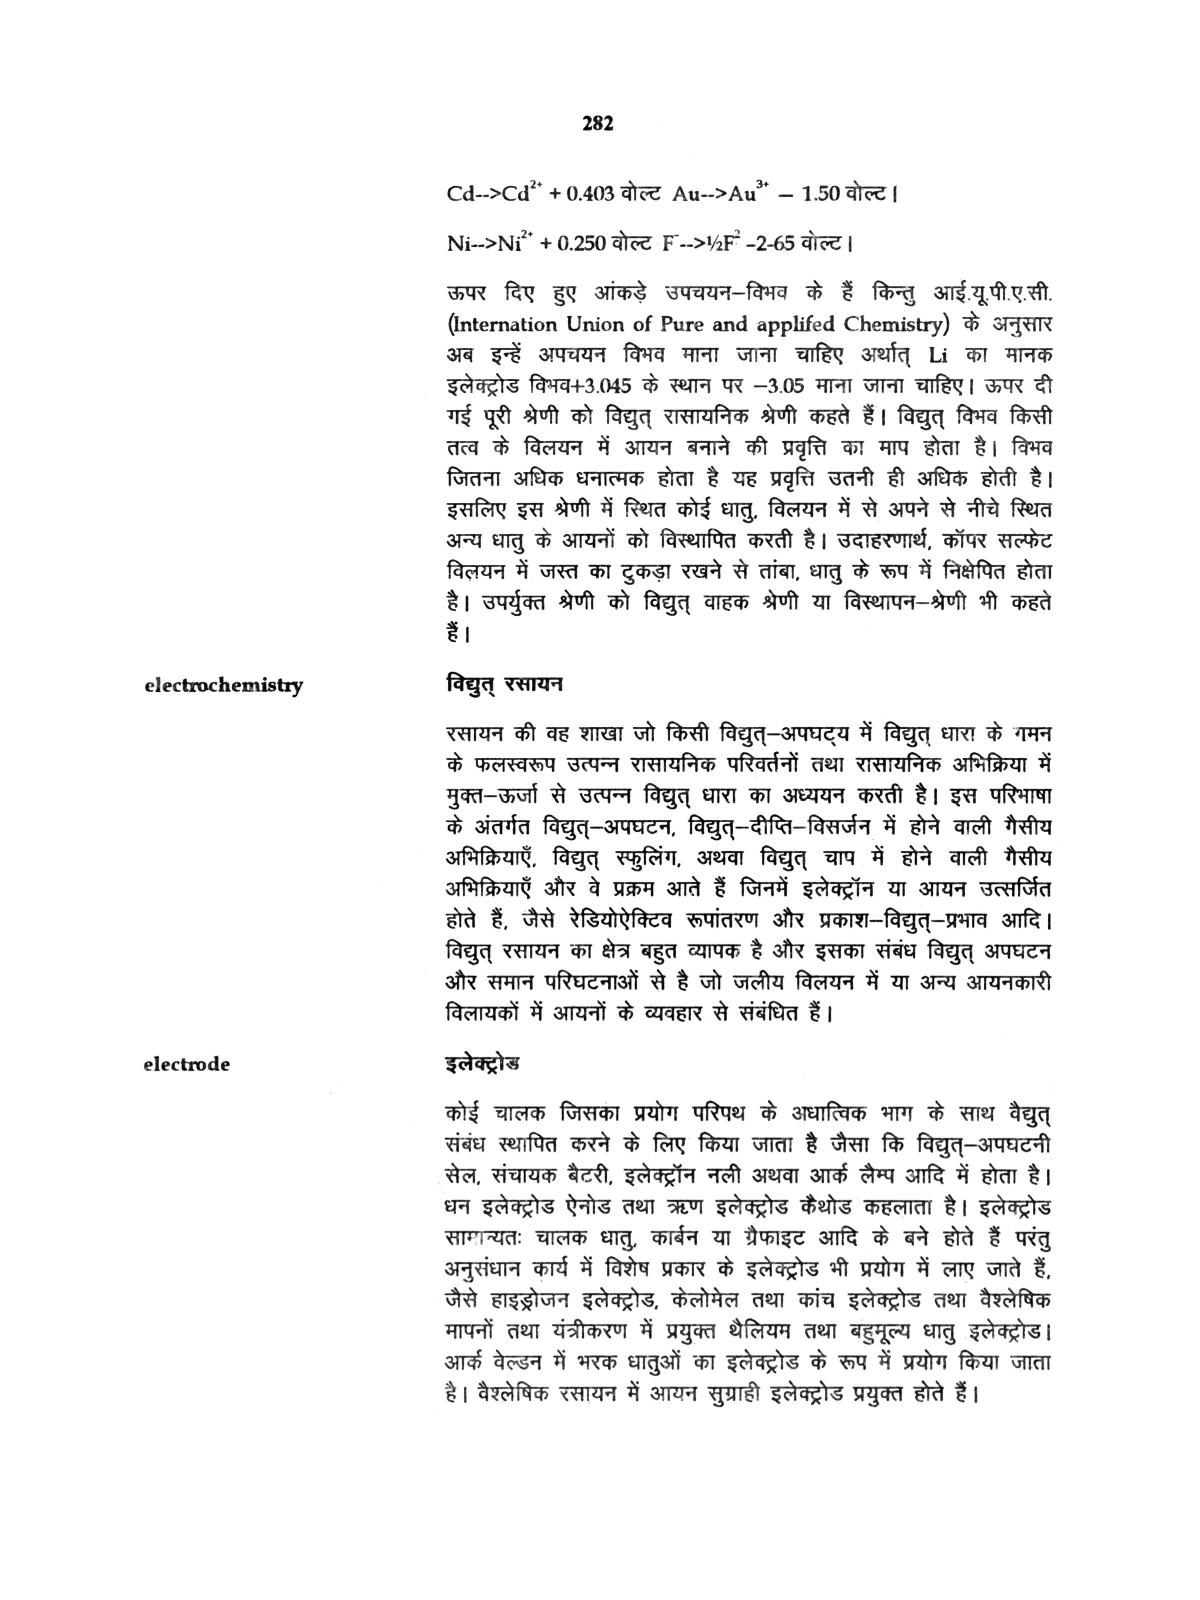 282
Cd-->Cd²⁺ + 0.403 वोल्ट Au-->Au³⁺ – 1.50 वोल्ट।
Ni-->Ni²⁺ + 0.250 वोल्ट F⁻-->½F² –2-65 वोल्ट।
ऊपर दिए हुए आंकड़े उपचयन–विभव के हैं किन्तु आई.यू.पी.ए.सी.
(Internation Union of Pure and applifed Chemistry) के अनुसार
अब इन्हें अपचयन विभव माना जाना चाहिए अर्थात् Li का मानक
इलेक्ट्रोड विभव+3.045 के स्थान पर –3.05 माना जाना चाहिए। ऊपर दी
गई पूरी श्रेणी को विद्युत् रासायनिक श्रेणी कहते हैं। विद्युत् विभव किसी
तत्व के विलयन में आयन बनाने की प्रवृत्ति का माप होता है। विभव
जितना अधिक धनात्मक होता है यह प्रवृत्ति उतनी ही अधिक होती है।
इसलिए इस श्रेणी में स्थित कोई धातु, विलयन में से अपने से नीचे स्थित
अन्य धातु के आयनों को विस्थापित करती है। उदाहरणार्थ, कॉपर सल्फेट
विलयन में जस्त का टुकड़ा रखने से तांबा, धातु के रूप में निक्षेपित होता
है। उपर्युक्त श्रेणी को विद्युत् वाहक श्रेणी या विस्थापन–श्रेणी भी कहते
हैं।
electrochemistry विद्युत् रसायन
रसायन की वह शाखा जो किसी विद्युत्–अपघट्य में विद्युत् धारा के गमन
के फलस्वरूप उत्पन्न रासायनिक परिवर्तनों तथा रासायनिक अभिक्रिया में
मुक्त–ऊर्जा से उत्पन्न विद्युत् धारा का अध्ययन करती है। इस परिभाषा
के अंतर्गत विद्युत्–अपघटन, विद्युत्–दीप्ति–विसर्जन में होने वाली गैसीय
अभिक्रियाएँ, विद्युत् स्फुलिंग, अथवा विद्युत् चाप में होने वाली गैसीय
अभिक्रियाएँ और वे प्रक्रम आते हैं जिनमें इलेक्ट्रॉन या आयन उत्सर्जित
होते हैं, जैसे रेडियोऐक्टिव रूपांतरण और प्रकाश–विद्युत्–प्रभाव आदि।
विद्युत् रसायन का क्षेत्र बहुत व्यापक है और इसका संबंध विद्युत् अपघटन
और समान परिघटनाओं से है जो जलीय विलयन में या अन्य आयनकारी
विलायकों में आयनों के व्यवहार से संबंधित हैं।
electrode इलेक्ट्रोड
कोई चालक जिसका प्रयोग परिपथ के अधात्विक भाग के साथ वैद्युत्
संबंध स्थापित करने के लिए किया जाता है जैसा कि विद्युत्–अपघटनी
सेल, संचायक बैटरी, इलेक्ट्रॉन नली अथवा आर्क लैम्प आदि में होता है।
धन इलेक्ट्रोड ऐनोड तथा ऋण इलेक्ट्रोड कैथोड कहलाता है। इलेक्ट्रोड
सामान्यतः चालक धातु, कार्बन या ग्रैफाइट आदि के बने होते हैं परंतु
अनुसंधान कार्य में विशेष प्रकार के इलेक्ट्रोड भी प्रयोग में लाए जाते हैं,
जैसे हाइड्रोजन इलेक्ट्रोड, केलोमेल तथा कांच इलेक्ट्रोड तथा वैश्लेषिक
मापनों तथा यंत्रीकरण में प्रयुक्त थैलियम तथा बहुमूल्य धातु इलेक्ट्रोड।
आर्क वेल्डन में भरक धातुओं का इलेक्ट्रोड के रूप में प्रयोग किया जाता
है। वैश्लेषिक रसायन में आयन सुग्राही इलेक्ट्रोड प्रयुक्त होते हैं।